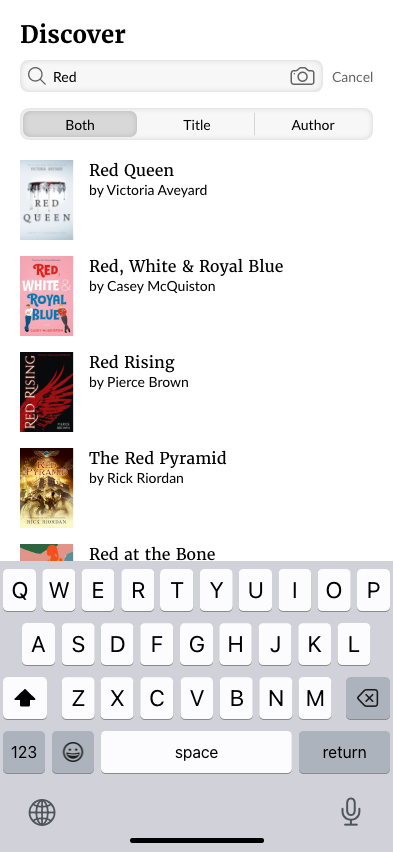 Discover
Red
Cancel
Both
Title
Author
VICTORIA AVEYARD
RED
QUEEN
Red Queen
by Victoria Aveyard
RED,
WHITE &
ROYAL
BLUE
CASEY McQUISTON
Red, White & Royal Blue
by Casey McQuiston
RED RISING
PIERCE
BROWN
Red Rising
by Pierce Brown
RED
PYRAMID
RICK RIORDAN
The Red Pyramid
by Rick Riordan
Red at the Bone
Q W E R T Y U I O P
A S D F G H J K L
Z X C V B N M
123 space return